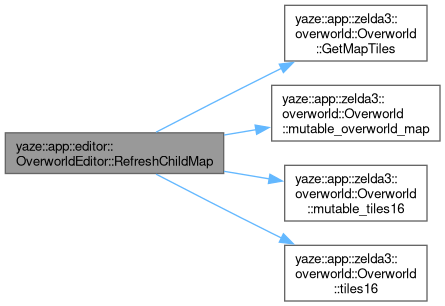 yaze::app::zelda3::
overworld::Overworld
::GetMapTiles
yaze::app::zelda3::
overworld::Overworld
::mutable_overworld_map
yaze::app::editor::
OverworldEditor::RefreshChildMap
yaze::app::zelda3::
overworld::Overworld
::mutable_tiles16
yaze::app::zelda3::
overworld::Overworld
::tiles16